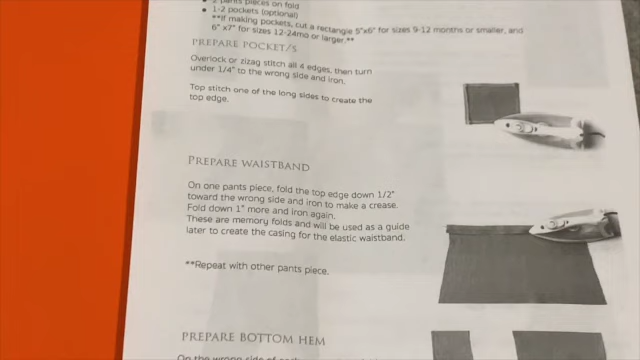 2 pants pieces on fold
• 1-2 pockets (optional)
**If making pockets, cut a rectangle 5"x6" for sizes 9-12 months or smaller, and
6" x7" for sizes 12-24mo or larger.**
PREPARE POCKET/S
Overlock or zizag stitch all 4 edges, then turn
under 1/4" to the wrong side and iron.
Top stitch one of the long sides to create the
top edge.
PREPARE WAISTBAND
On one pants piece, fold the top edge down 1/2"
toward the wrong side and iron to make a crease.
Fold down 1" more and iron again.
These are memory folds and will be used as a guide
later to create the casing for the elastic waistband.
**Repeat with other pants piece.
PREPARE BOTTOM HEM
On the wrong side of